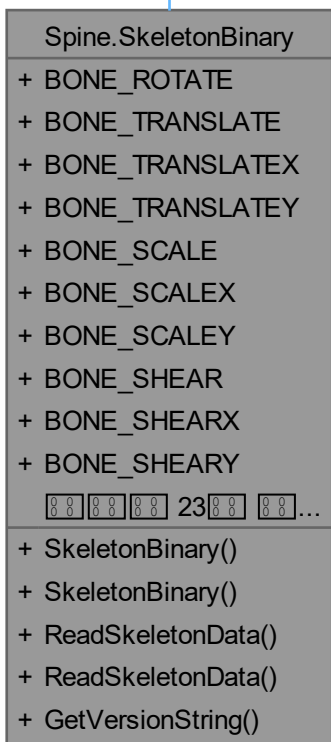 Spine.SkeletonBinary
+ BONE_ROTATE
+ BONE_TRANSLATE
+ BONE_TRANSLATEX
+ BONE_TRANSLATEY
+ BONE_SCALE
+ BONE_SCALEX
+ BONE_SCALEY
+ BONE_SHEAR
+ BONE_SHEARX
+ BONE_SHEARY
23 ...
+ SkeletonBinary()
+ SkeletonBinary()
+ ReadSkeletonData()
+ ReadSkeletonData()
+ GetVersionString()